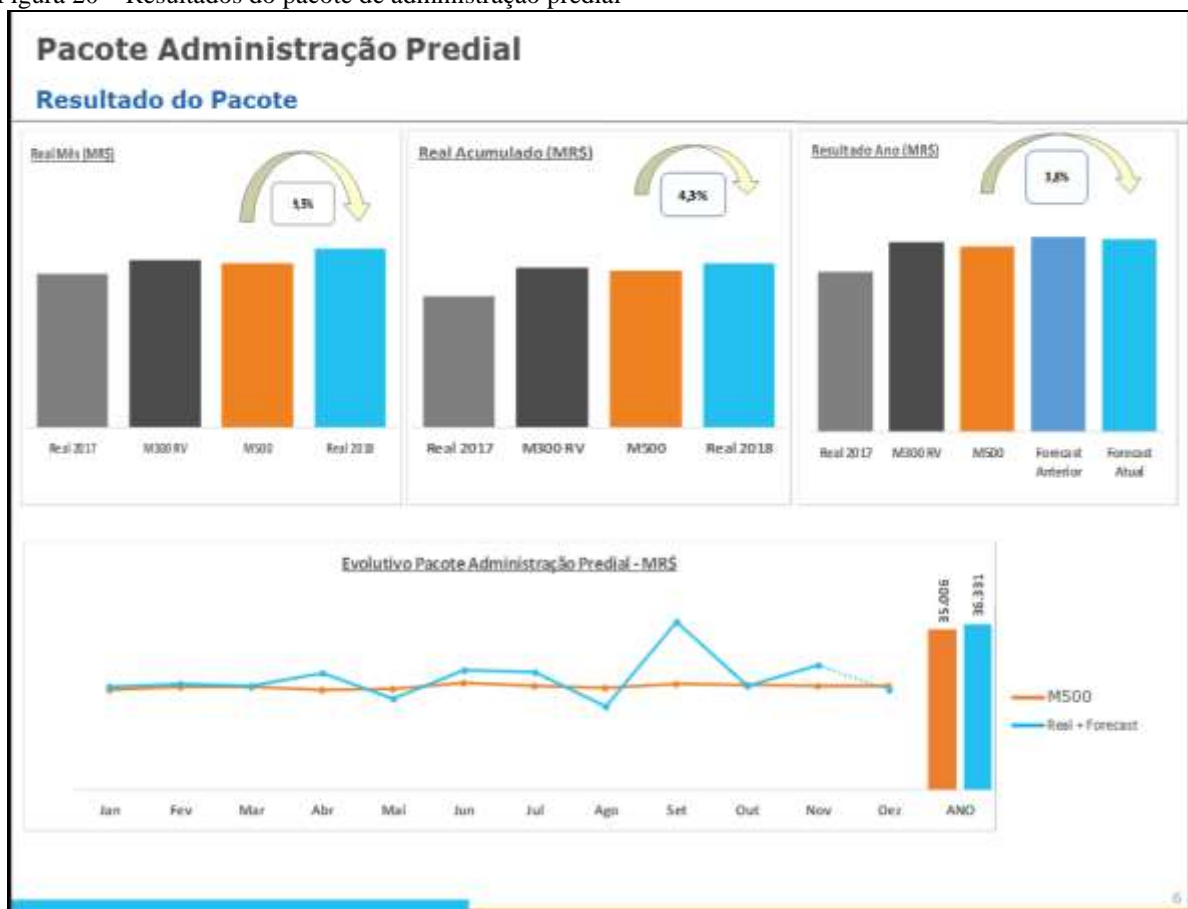 Figura 26 – Resultados do pacote de administração predial
Pacote Administração Predial
Resultado do Pacote
Real Mês (MR$)
Real 2017 M300 RV M500 Real 2018
Real Acumulado (MR$)
4,3%
Real 2017 M300 RV M500 Real 2018
Resultado Ano (MR$)
3,8%
Real 2017 M300 RV M500 Forecast Anterior Forecast Atual
Evolutivo Pacote Administração Predial - MR$
35.006
36.331
M500
Real + Forecast
Jan Fev Mar Abr Mai Jun Jul Ago Set Out Nov Dez ANO
6